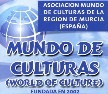 ASOCIACION MUNDO
DE CULTURAS DE LA
REGION DE MURCIA
(ESPAÑA)
MUNDO DE
CULTURAS
(WORLD OF CULTURE)
FUNDADA EN 2002